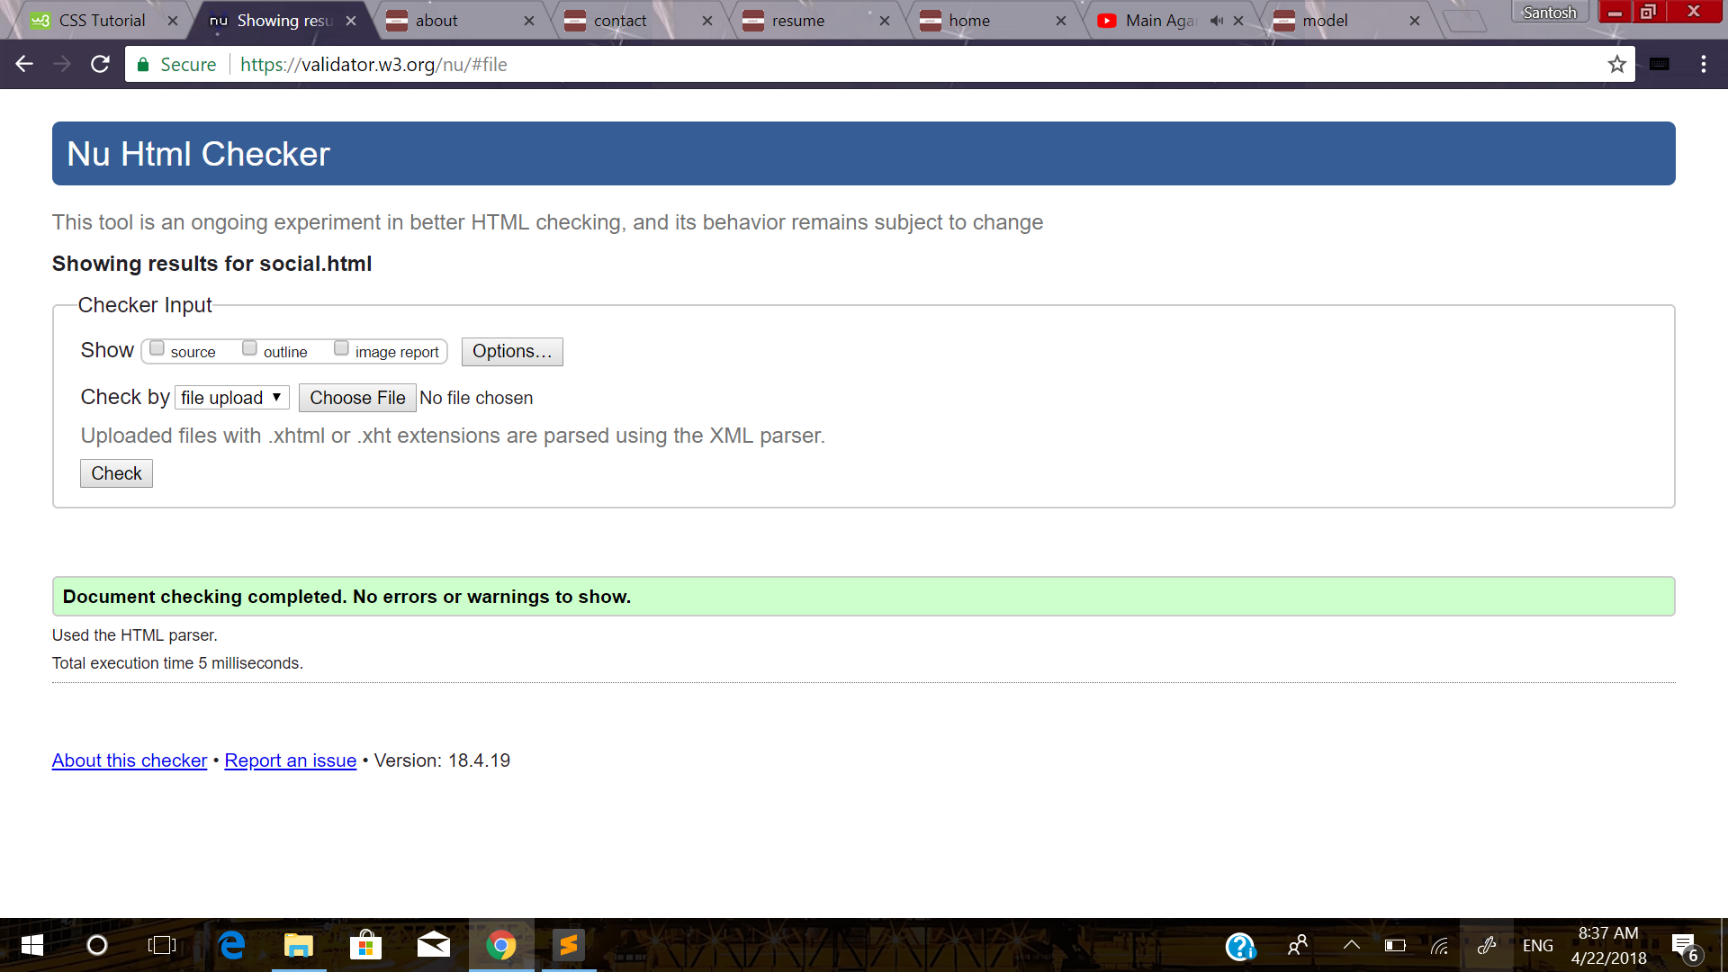 CSS Tutorial
nu Showing resu
about
contact
resume
home
Main Agar
model
Santosh
Secure https://validator.w3.org/nu/#file
Nu Html Checker
This tool is an ongoing experiment in better HTML checking, and its behavior remains subject to change
Showing results for social.html
Checker Input
Show source outline image report Options...
Check by file upload Choose File No file chosen
Uploaded files with .xhtml or .xht extensions are parsed using the XML parser.
Check
Document checking completed. No errors or warnings to show.
Used the HTML parser.
Total execution time 5 milliseconds.
About this checker • Report an issue • Version: 18.4.19
ENG
8:37 AM
4/22/2018
6